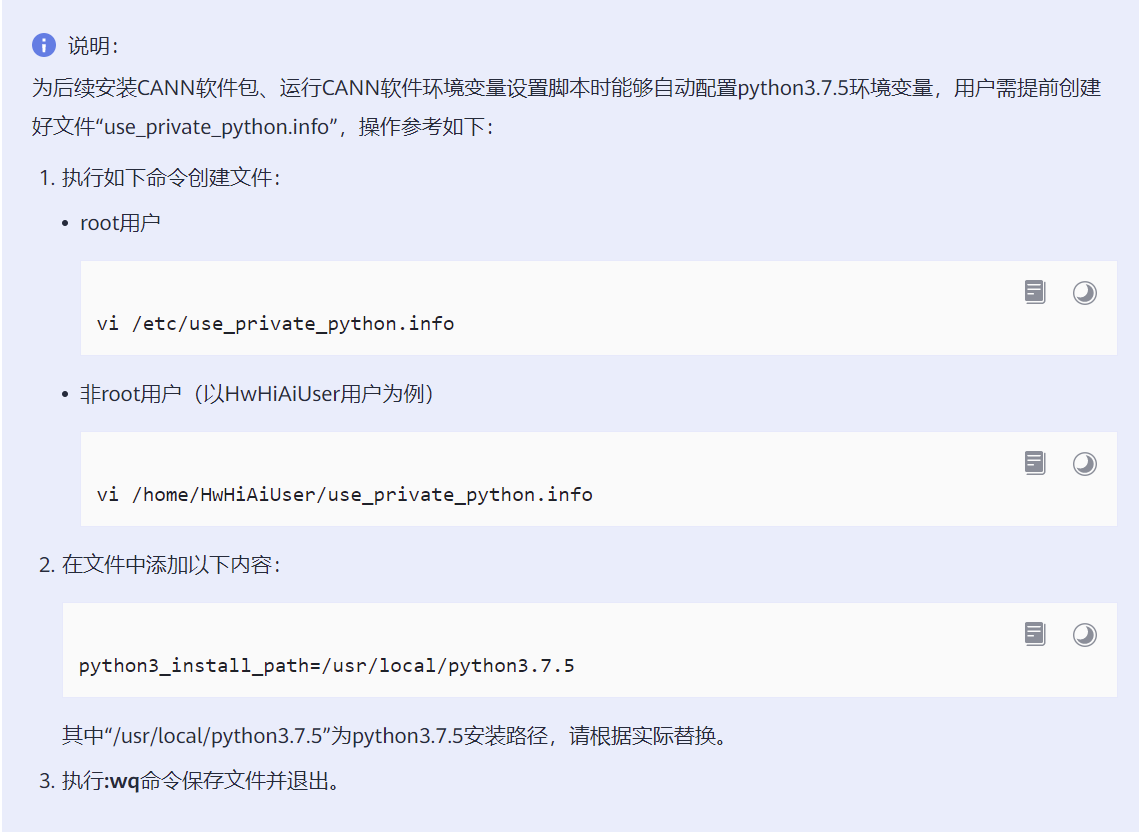 说明：
为后续安装CANN软件包、运行CANN软件环境变量设置脚本时能够自动配置python3.7.5环境变量，用户需提前创建
好文件“use_private_python.info”，操作参考如下：
1. 执行如下命令创建文件：
• root用户
vi /etc/use_private_python.info
• 非root用户（以HwHiAiUser用户为例）
vi /home/HwHiAiUser/use_private_python.info
2. 在文件中添加以下内容：
python3_install_path=/usr/local/python3.7.5
其中“/usr/local/python3.7.5”为python3.7.5安装路径，请根据实际替换。
3. 执行:wq命令保存文件并退出。